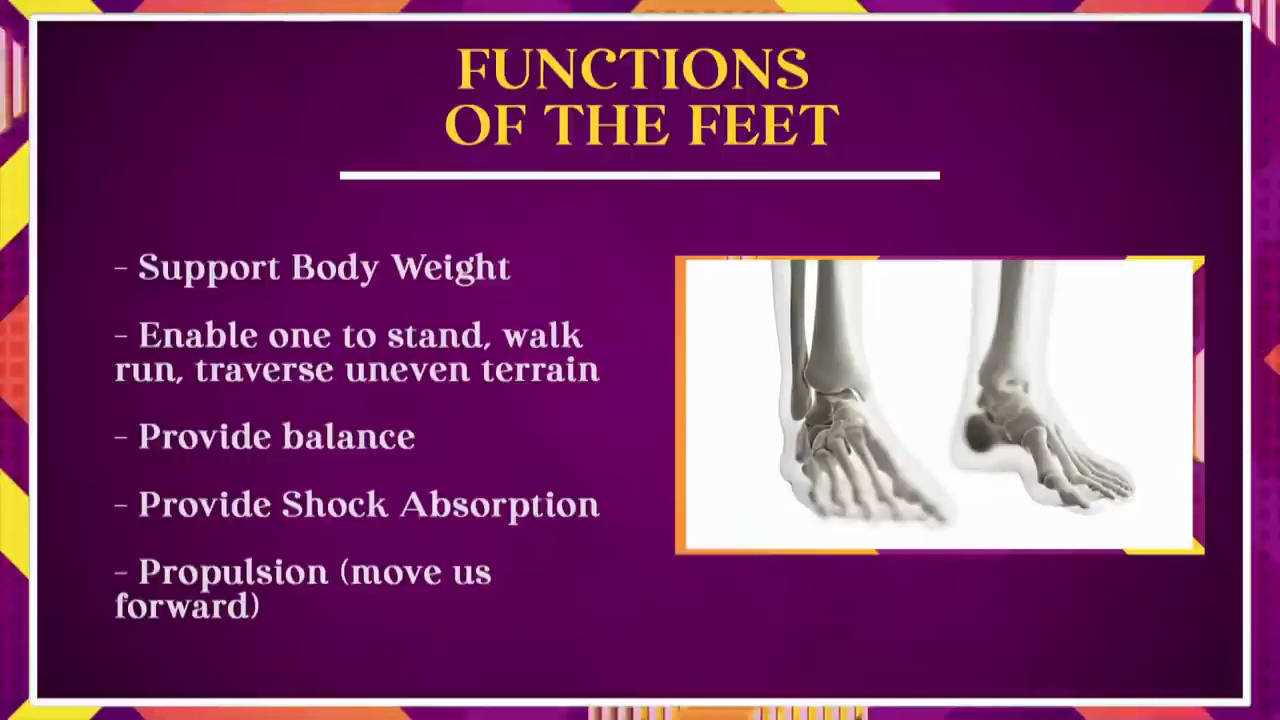 FUNCTIONS
OF THE FEET
- Support Body Weight
- Enable one to stand, walk
run, traverse uneven terrain
- Provide balance
- Provide Shock Absorption
- Propulsion (move us
forward)